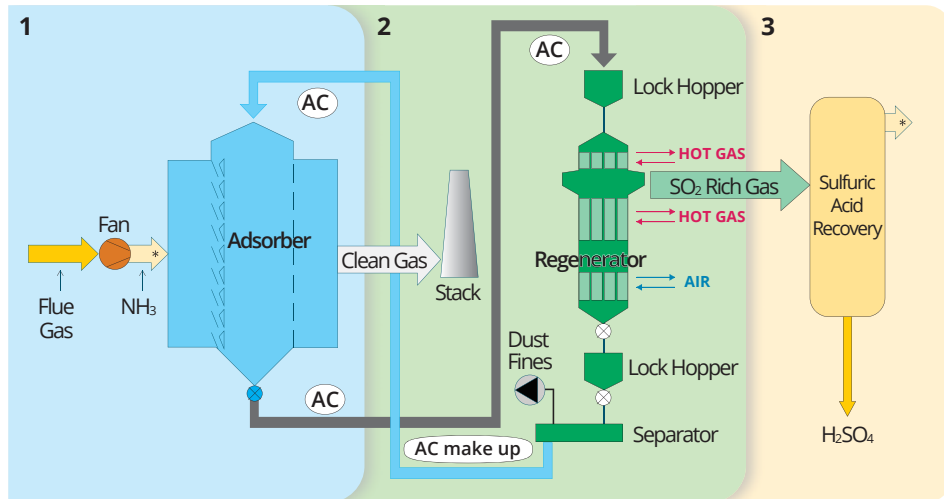 1
2
3
AC
AC
Lock Hopper
HOT GAS
SO₂ Rich Gas
HOT GAS
Sulfuric
Acid
Recovery
*
Fan
*
Adsorber
Clean Gas
Regenerator
AIR
Flue
Gas
NH₃
Stack
Dust
Fines
Lock Hopper
AC
AC make up
Separator
H₂SO₄